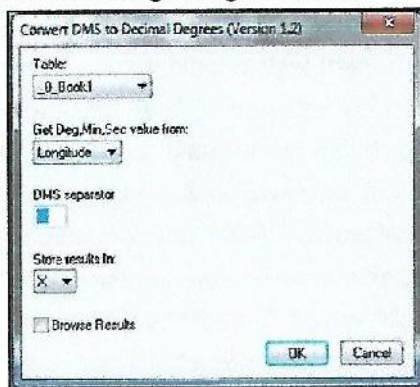 Convert DMS to Decimal Degrees (Version 1.2)
Table:
_0_Book1
Get Deg,Min,Sec value from:
Longitude
DMS separator
Store results In:
X
Browse Results
OK
Cancel